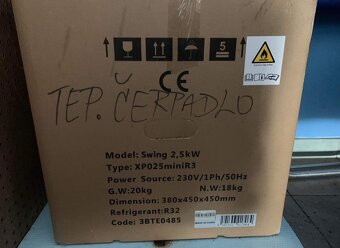 5
CE
TEP. ČERPADLO
Model: Swing 2,5kW
Type: XP025miniR3
Power Source: 230V/1Ph/50Hz
G.W:20kg N.W:18kg
Dimension: 380x450x450mm
Refrigerant:R32
Code: 3BTE0485